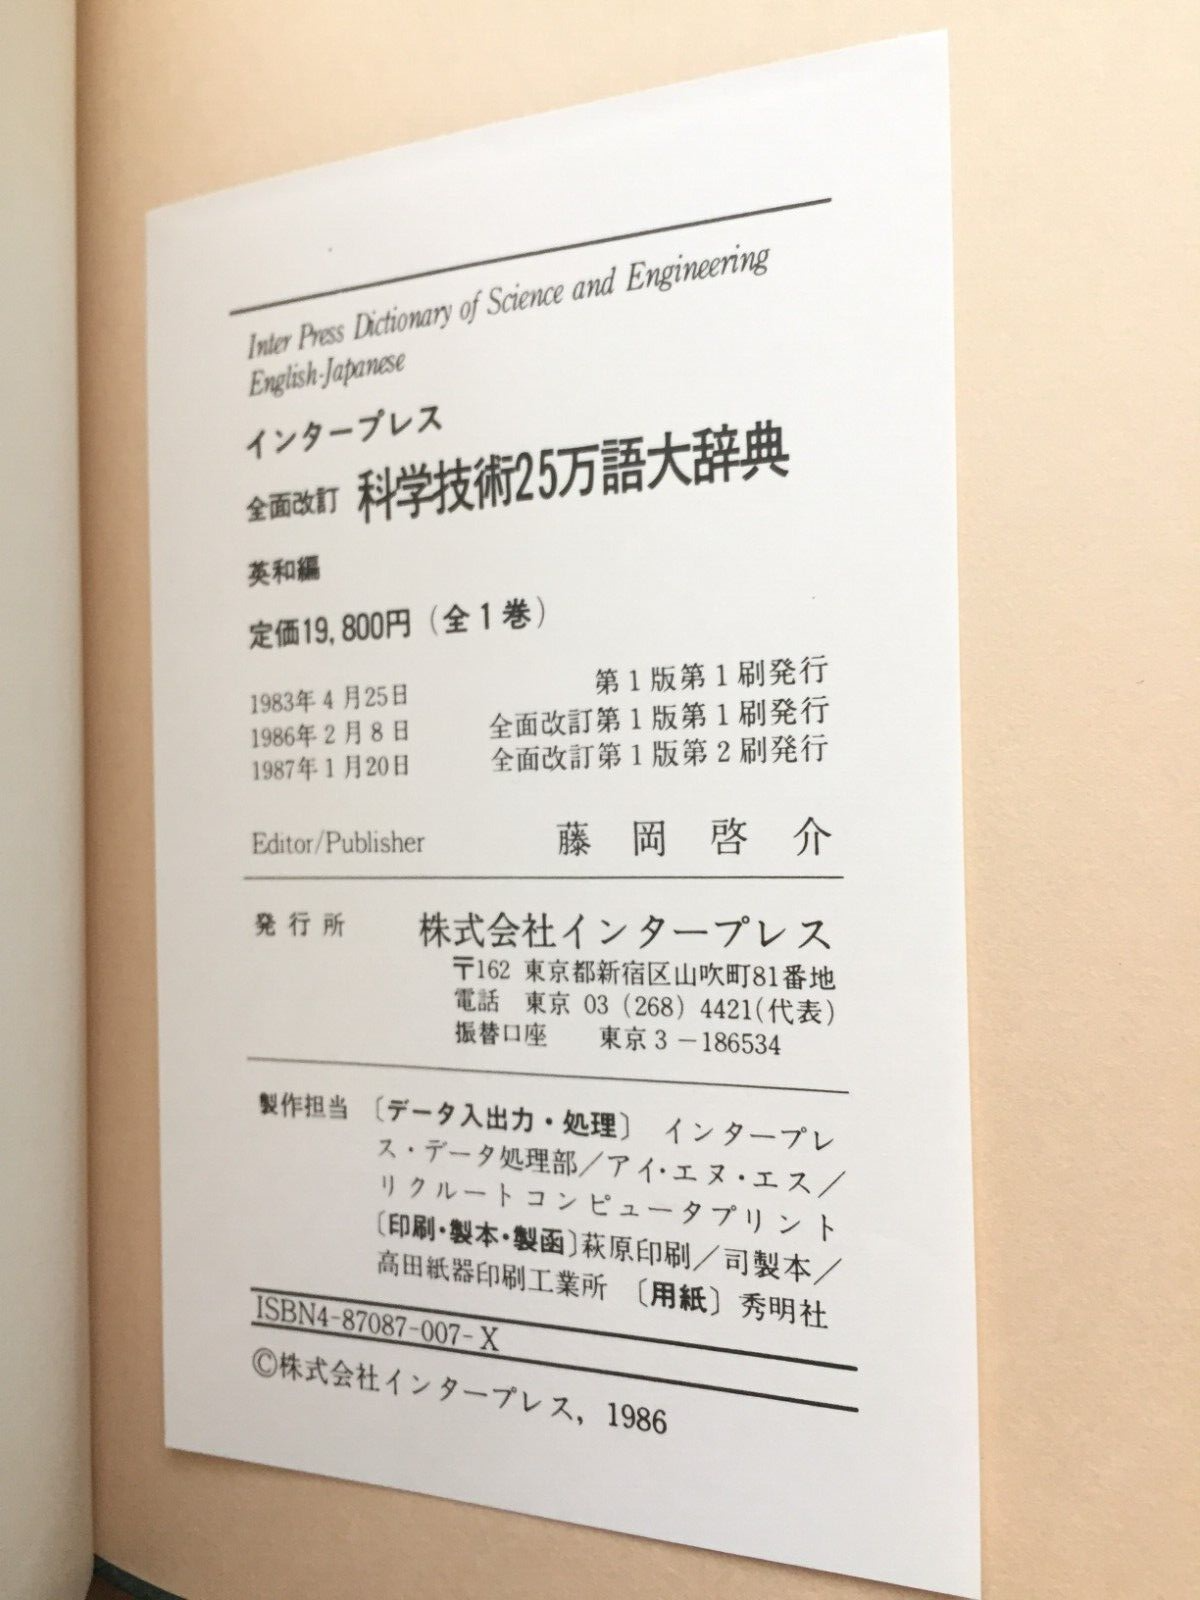 Inter Press Dictionary of Science and Engineering
English-Japanese
インタープレス
全面改訂 科学技術25万語大辞典
英和編
定価19,800円（全1巻）
1983年4月25日 第1版第1刷発行
1986年2月8日 全面改訂第1版第1刷発行
1987年1月20日 全面改訂第1版第2刷発行
Editor/Publisher 藤岡啓介
発行所 株式会社インタープレス
〒162 東京都新宿区山吹町81番地
電話 東京 03（268）4421（代表）
振替口座 東京3－186534
製作担当 〔データ入出力・処理〕 インタープレ
ス・データ処理部／アイ・エヌ・エス／
リクルートコンピュータプリント
〔印刷・製本・製函〕萩原印刷／司製本／
高田紙器印刷工業所 〔用紙〕秀明社
ISBN4-87087-007-X
©株式会社インタープレス，1986